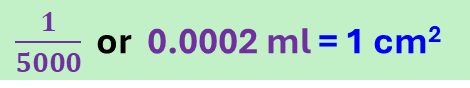 1/5000 or 0.0002 ml = 1 cm²